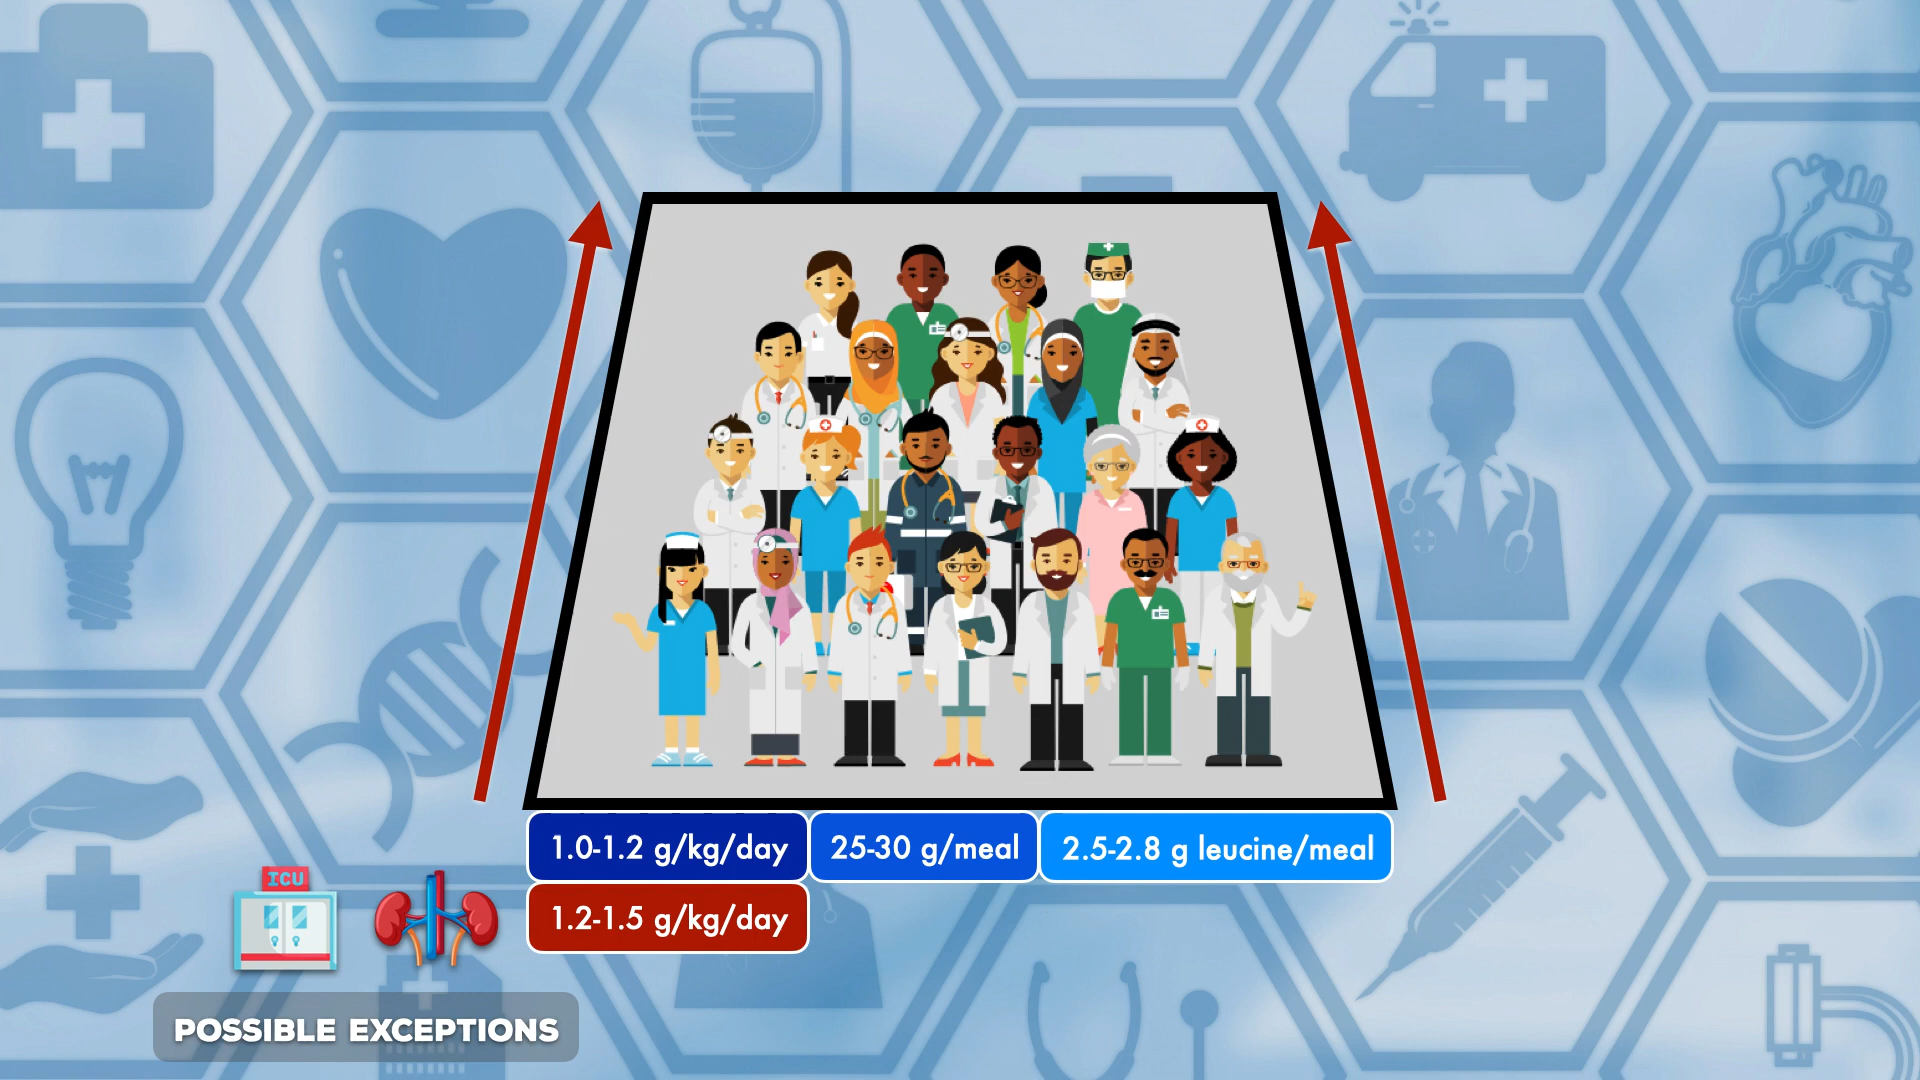 1.0-1.2 g/kg/day
25-30 g/meal
2.5-2.8 g leucine/meal
ICU
1.2-1.5 g/kg/day
POSSIBLE EXCEPTIONS